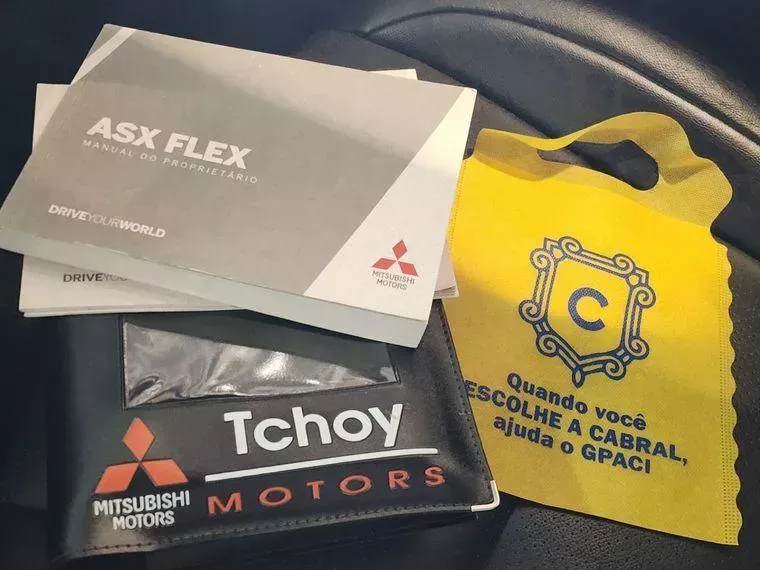 ASX FLEX
MANUAL DO PROPRIETÁRIO
DRIVEYOURWORLD
MITSUBISHI
MOTORS
DRIVEYOU
Tchoy
MOTORS
MITSUBISHI
MOTORS
C
Quando você
ESCOLHE A CABRAL,
ajuda o GPACI